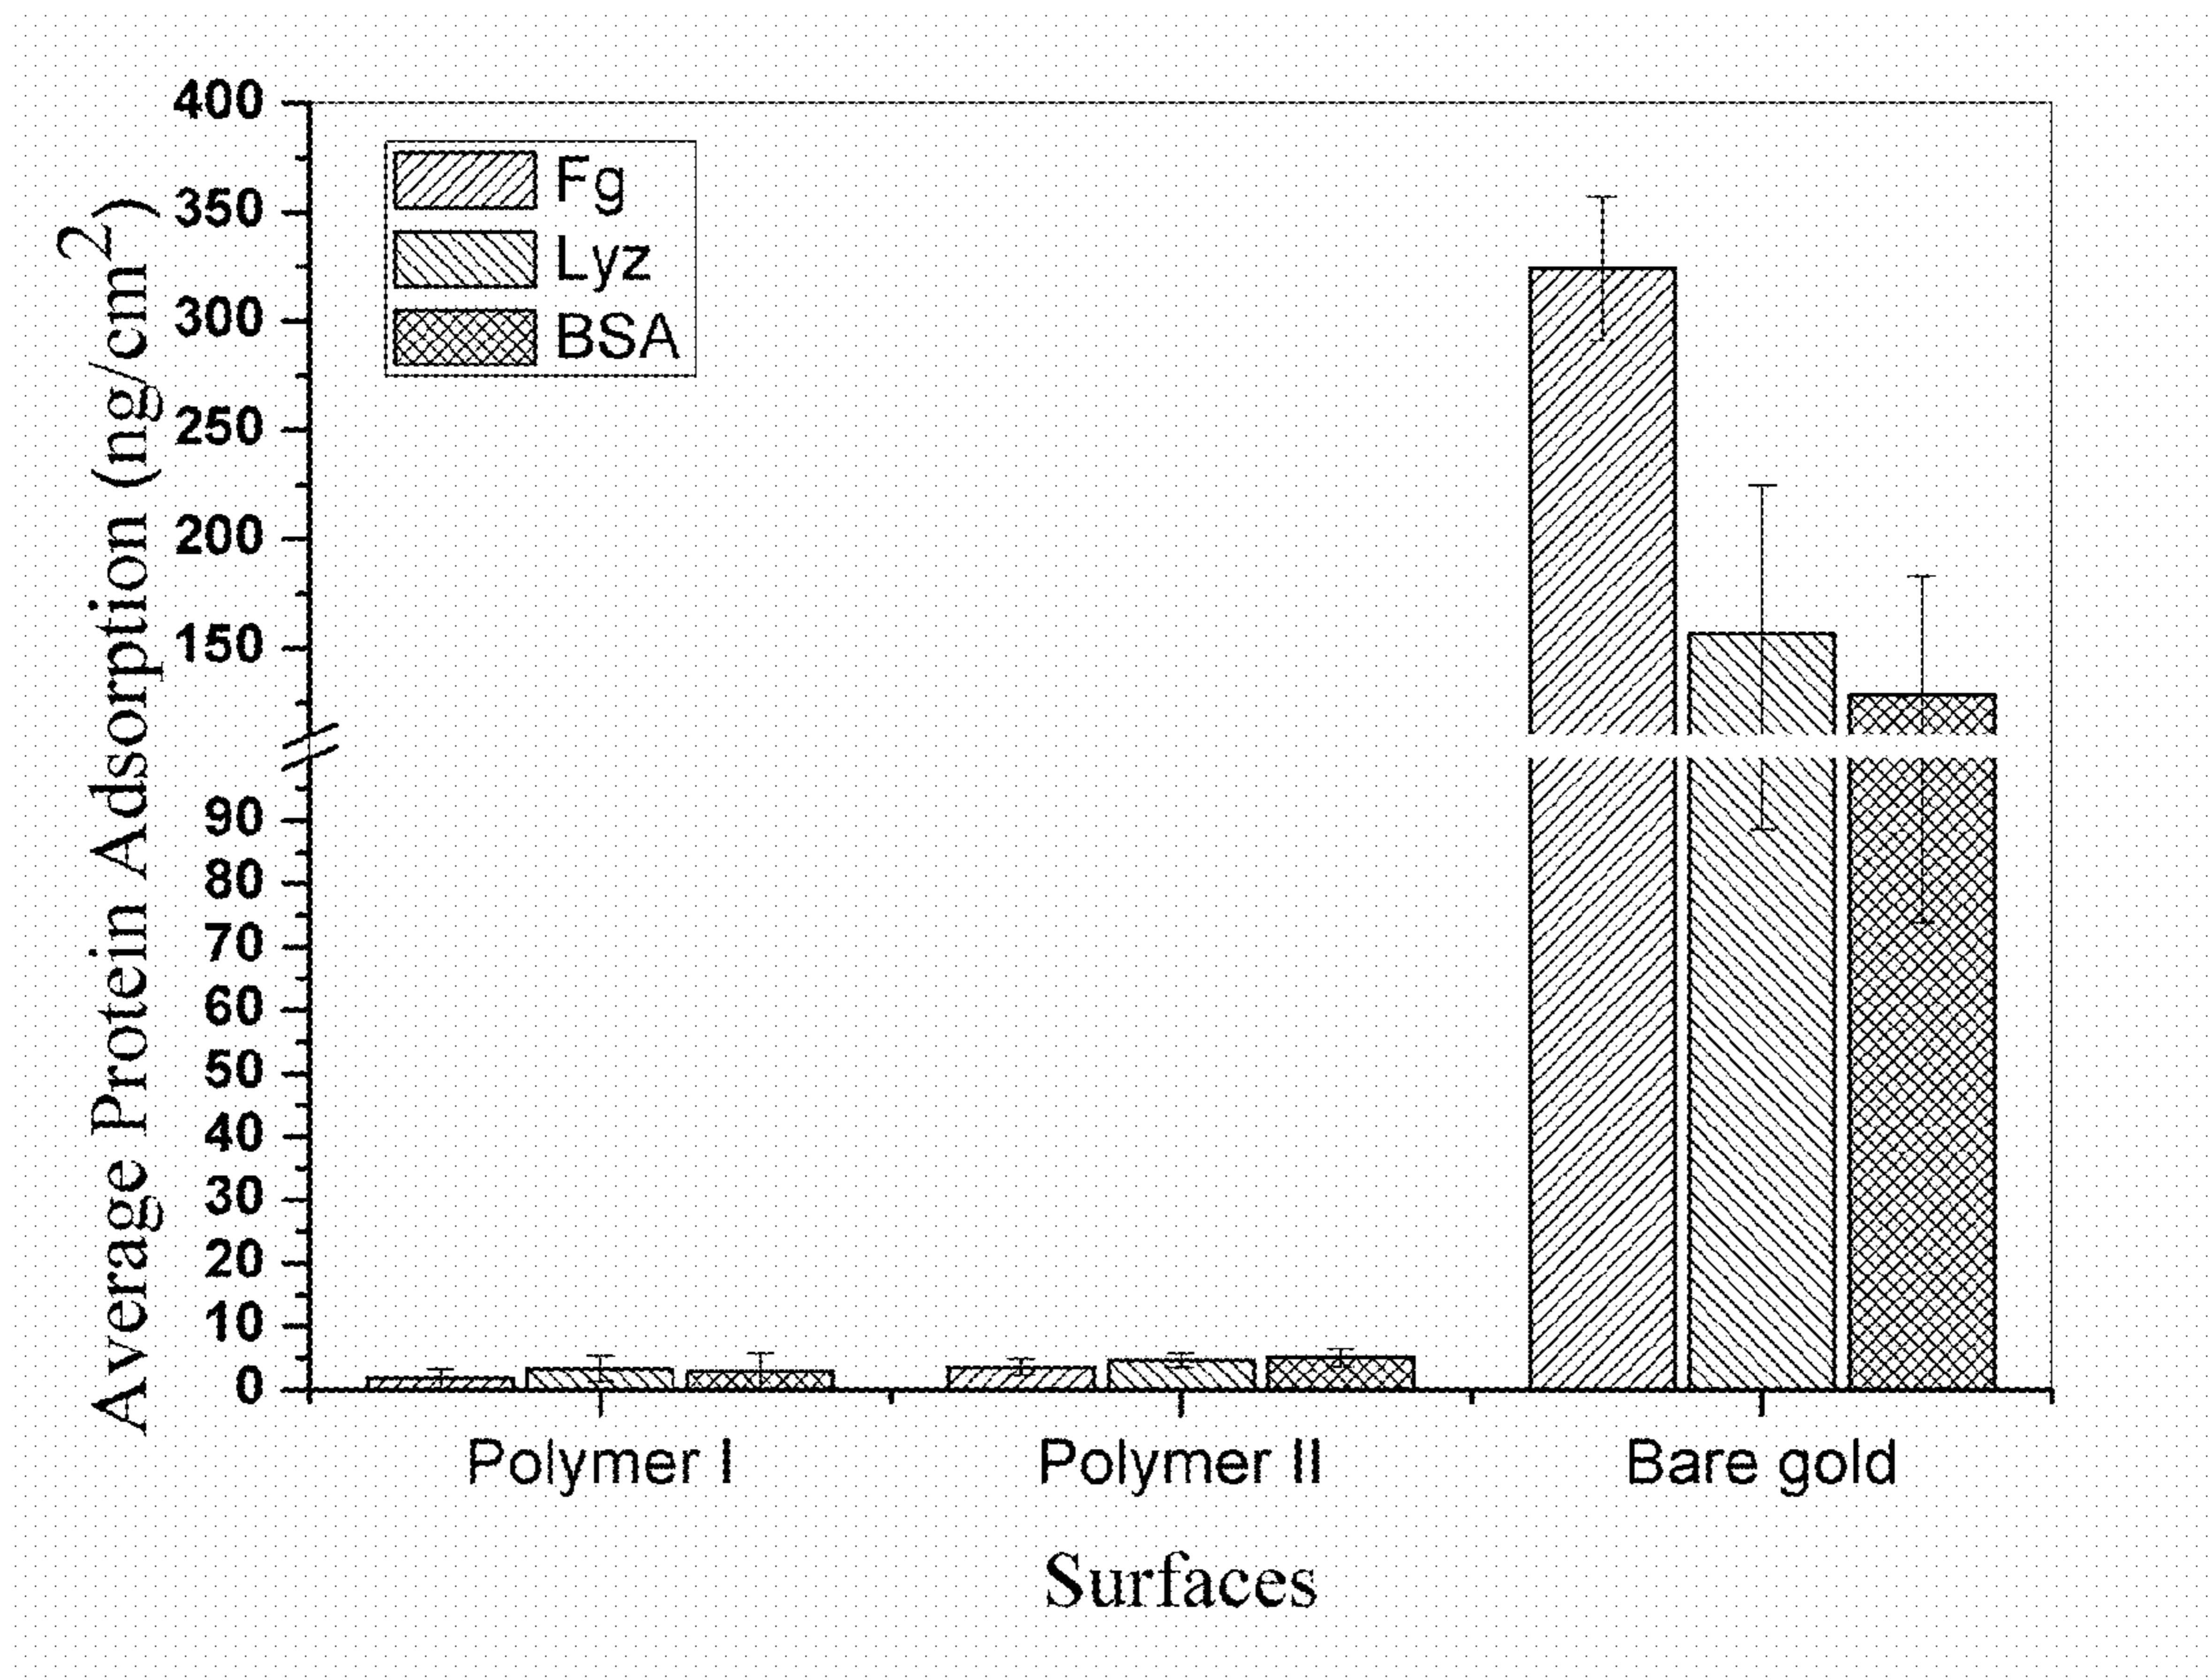 Average Protein Adsorption (ng/cm²)
400
350
300
250
200
150
90
80
70
60
50
40
30
20
10
0
Fg
Lyz
BSA
Polymer I
Polymer II
Bare gold
Surfaces